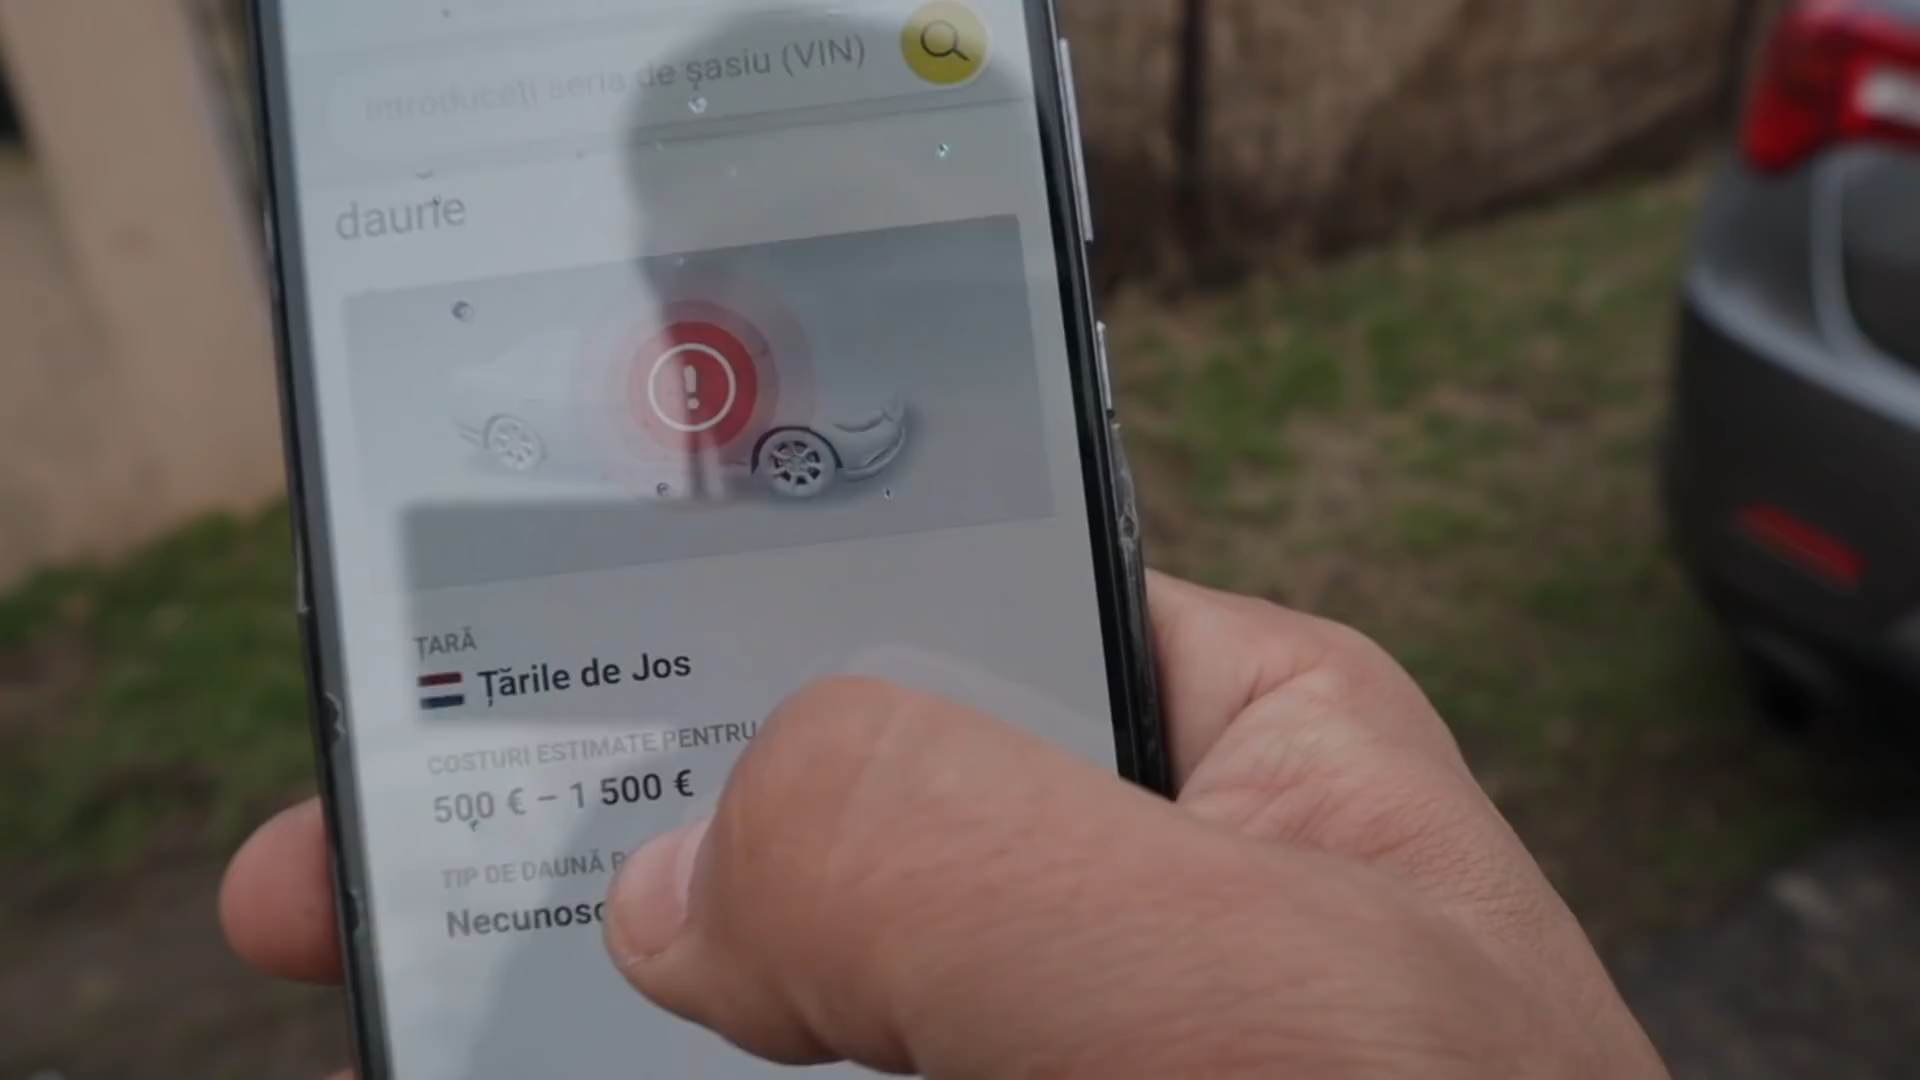 Introduceți seria de șasiu (VIN)
daune
ȚARĂ
Țările de Jos
COSTURI ESTIMATE PENTRU
500 € – 1 500 €
TIP DE DAUNĂ